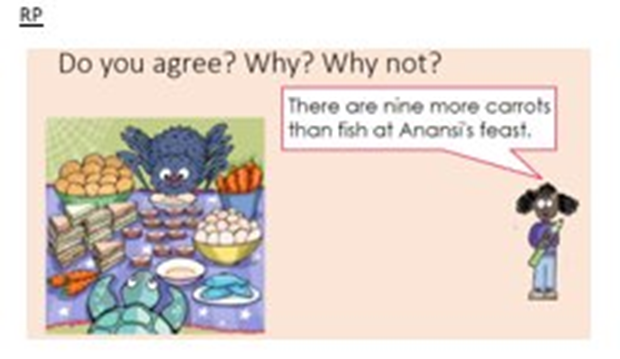 RP
Do you agree? Why? Why not?
There are nine more carrots
than fish at Anansi's feast.